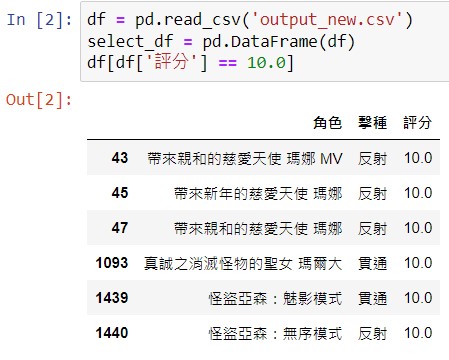 In [2]: df = pd.read_csv('output_new.csv')
select_df = pd.DataFrame(df)
df[df['評分'] == 10.0]
Out[2]:
角色 擊種 評分
43 帶來親和的慈愛天使 瑪娜 MV 反射 10.0
45 帶來新年的慈愛天使 瑪娜 反射 10.0
47 帶來親和的慈愛天使 瑪娜 反射 10.0
1093 真誠之消滅怪物的聖女 瑪爾大 貫通 10.0
1439 怪盜亞森：魅影模式 貫通 10.0
1440 怪盜亞森：無序模式 反射 10.0